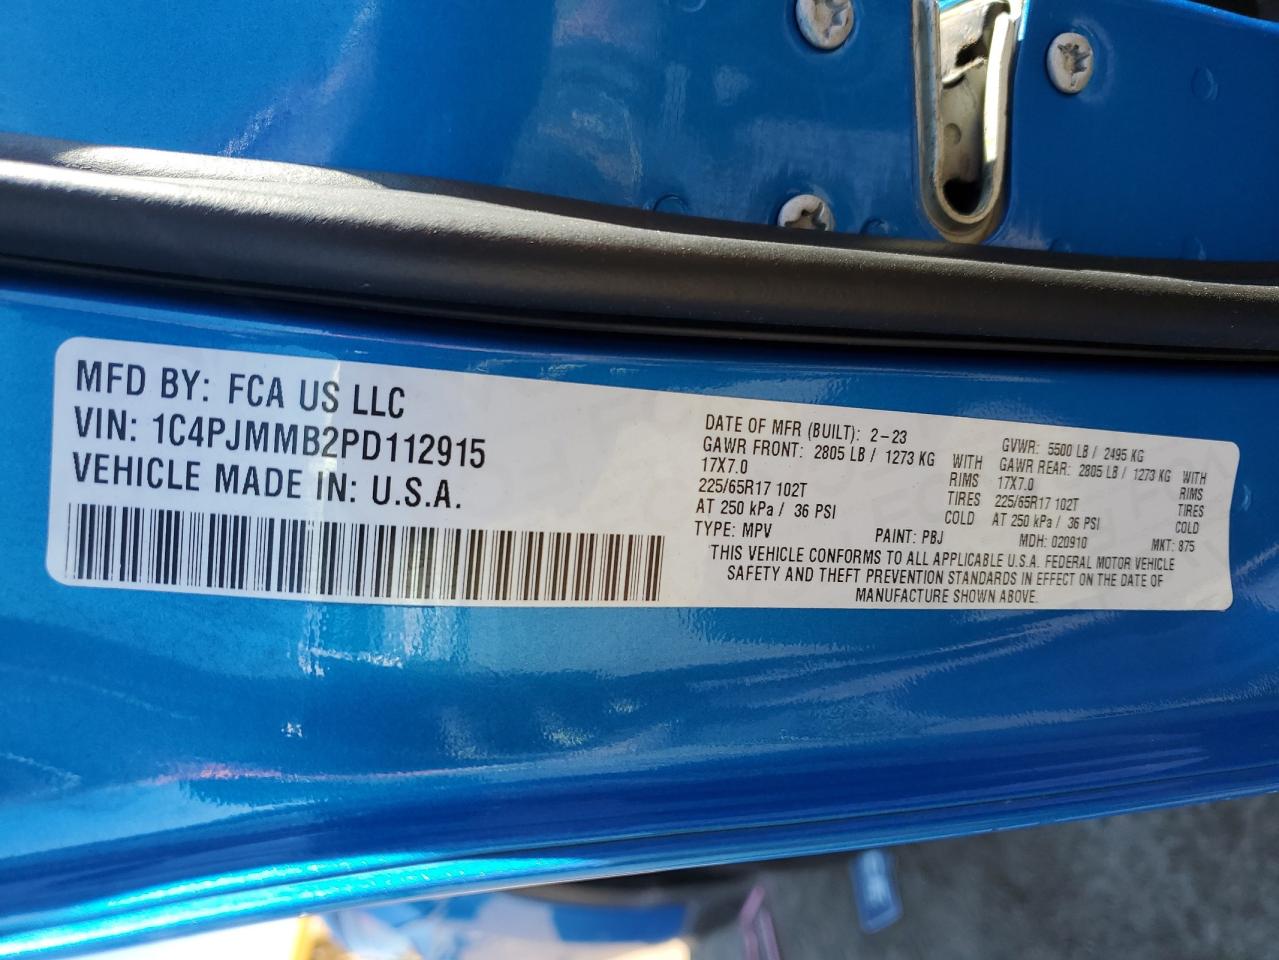 MFD BY: FCA US LLC
VIN: 1C4PJMMB2PD112915
VEHICLE MADE IN: U.S.A.
DATE OF MFR (BUILT): 2-23
GAWR FRONT: 2805 LB / 1273 KG WITH
17X7.0 RIMS
225/65R17 102T TIRES
AT 250 kPa / 36 PSI COLD
GVWR: 5500 LB / 2495 KG
GAWR REAR: 2805 LB / 1273 KG WITH
17X7.0 RIMS
225/65R17 102T TIRES
AT 250 kPa / 36 PSI COLD
TYPE: MPV PAINT: PBJ MDH: 020910 MKT: 875
THIS VEHICLE CONFORMS TO ALL APPLICABLE U.S.A. FEDERAL MOTOR VEHICLE
SAFETY AND THEFT PREVENTION STANDARDS IN EFFECT ON THE DATE OF
MANUFACTURE SHOWN ABOVE.